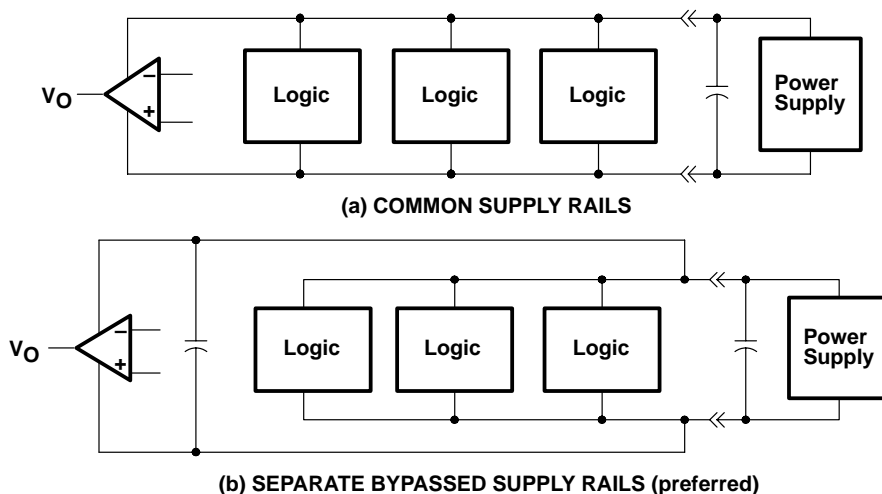 Logic
Logic
Logic
Power
Supply
VO
−
+
(a) COMMON SUPPLY RAILS
Logic
Logic
Logic
Power
Supply
VO
−
+
(b) SEPARATE BYPASSED SUPPLY RAILS (preferred)